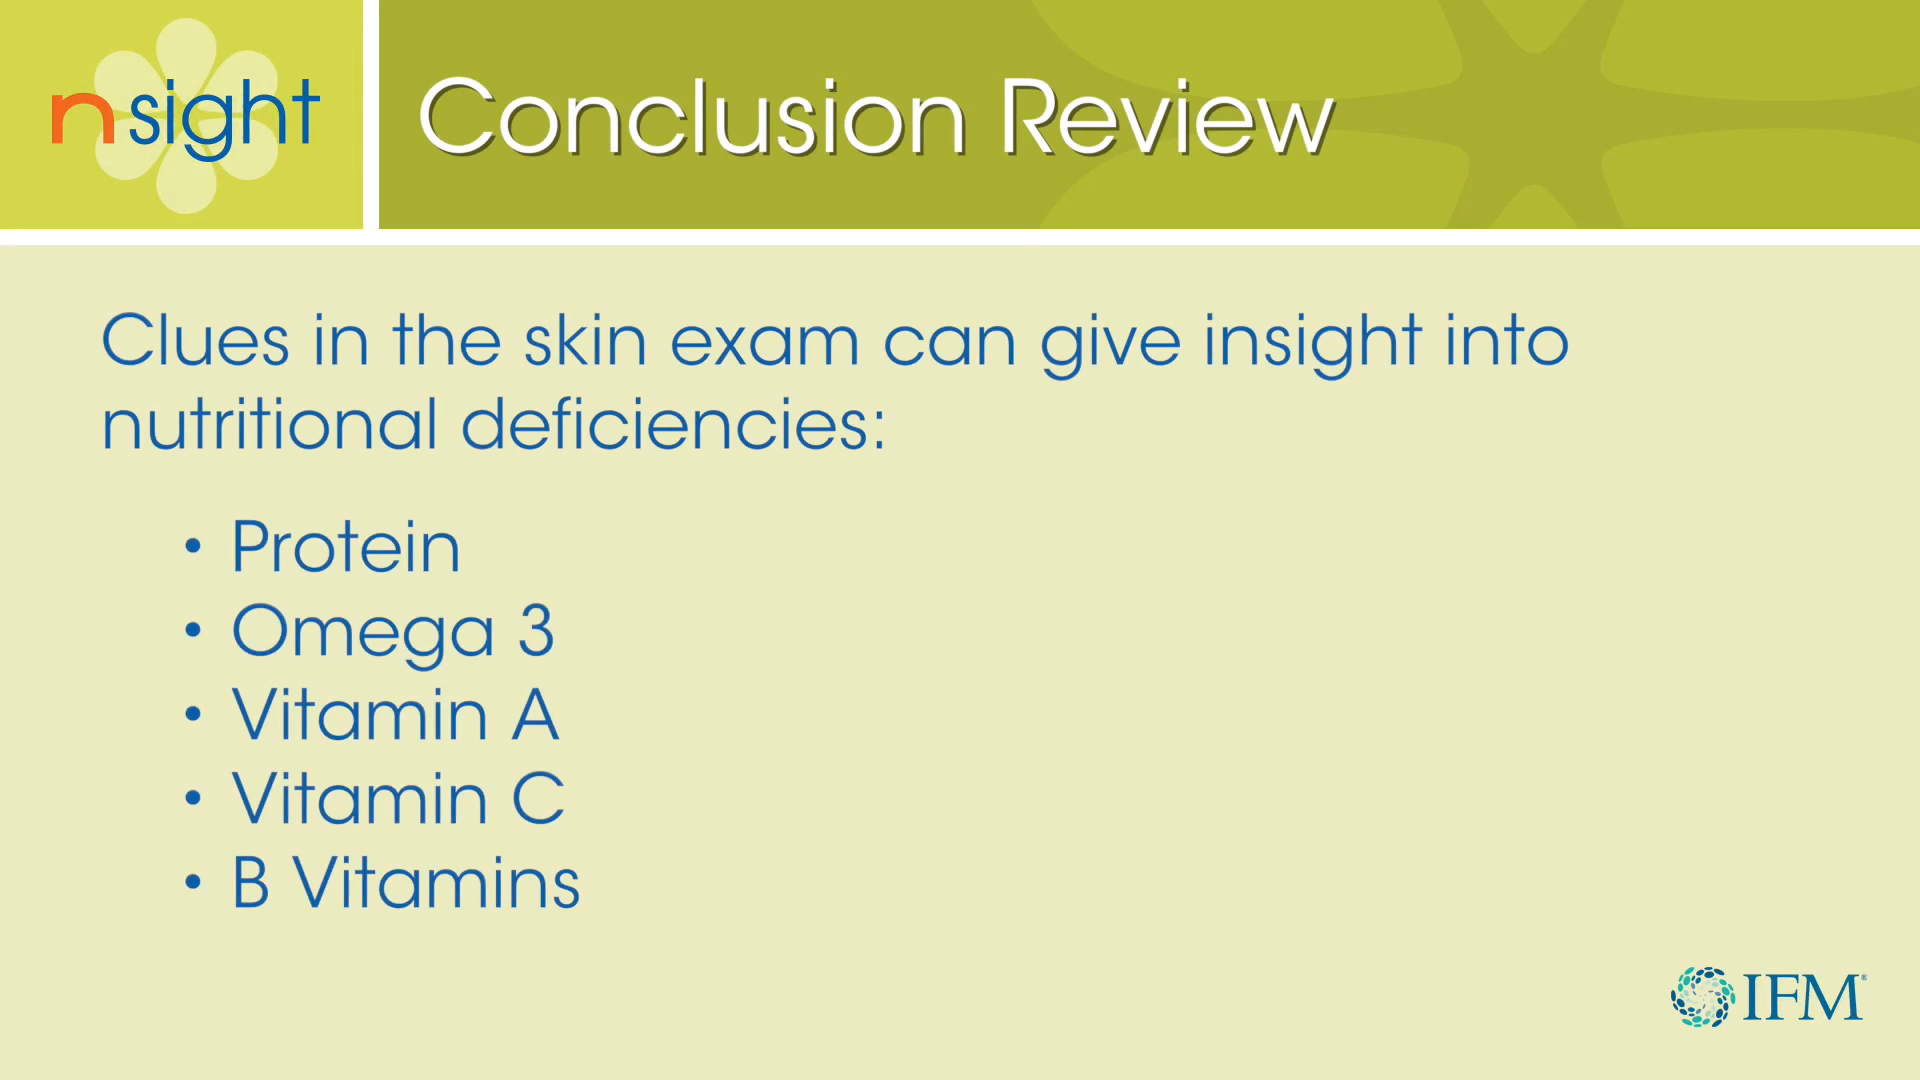 nsight
Conclusion Review
Clues in the skin exam can give insight into
nutritional deficiencies:
• Protein
• Omega 3
• Vitamin A
• Vitamin C
• B Vitamins
IFM®